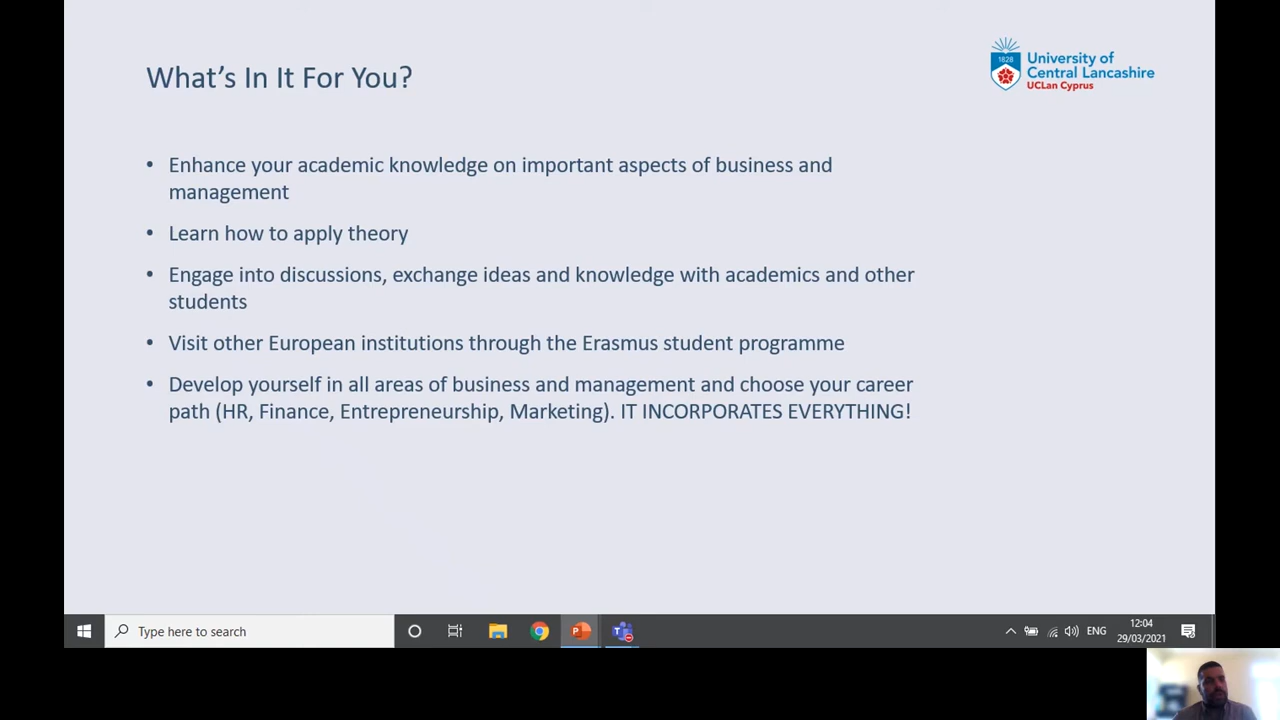 What's In It For You?
1828
University of
Central Lancashire
UCLan Cyprus
• Enhance your academic knowledge on important aspects of business and
management
• Learn how to apply theory
• Engage into discussions, exchange ideas and knowledge with academics and other
students
• Visit other European institutions through the Erasmus student programme
• Develop yourself in all areas of business and management and choose your career
path (HR, Finance, Entrepreneurship, Marketing). IT INCORPORATES EVERYTHING!
Type here to search
ENG
12:04
29/03/2021